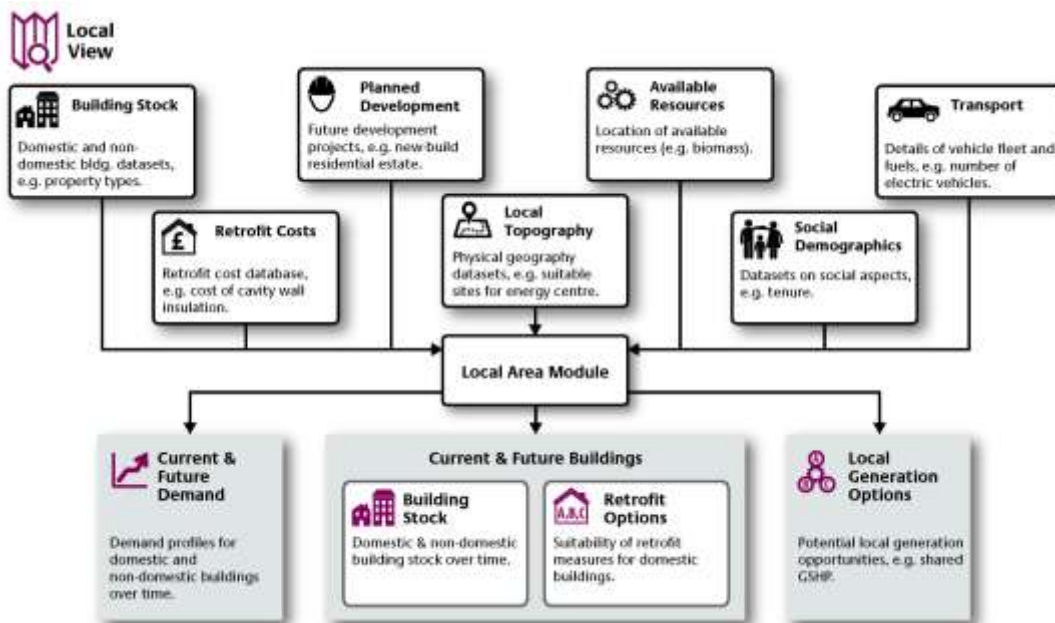 Local
View
Building Stock
Domestic and non-
domestic bldg. datasets,
e.g. property types.
Planned
Development
Future development
projects, e.g. new-build
residential estate.
Available
Resources
Location of available
resources (e.g. biomass).
Transport
Details of vehicle fleet and
fuels, e.g. number of
electric vehicles.
£
Retrofit Costs
Retrofit cost database,
e.g. cost of cavity wall
insulation.
Local
Topography
Physical geography
datasets, e.g. suitable
sites for energy centre.
Social
Demographics
Datasets on social aspects,
e.g. tenure.
Local Area Module
Current &
Future
Demand
Demand profiles for
domestic and
non-domestic buildings
over time.
Current & Future Buildings
Building
Stock
Domestic & non-domestic
building stock over time.
A,B,C
Retrofit
Options
Suitability of retrofit
measures for domestic
buildings.
Local
Generation
Options
Potential local generation
opportunities, e.g. shared
GSHP.